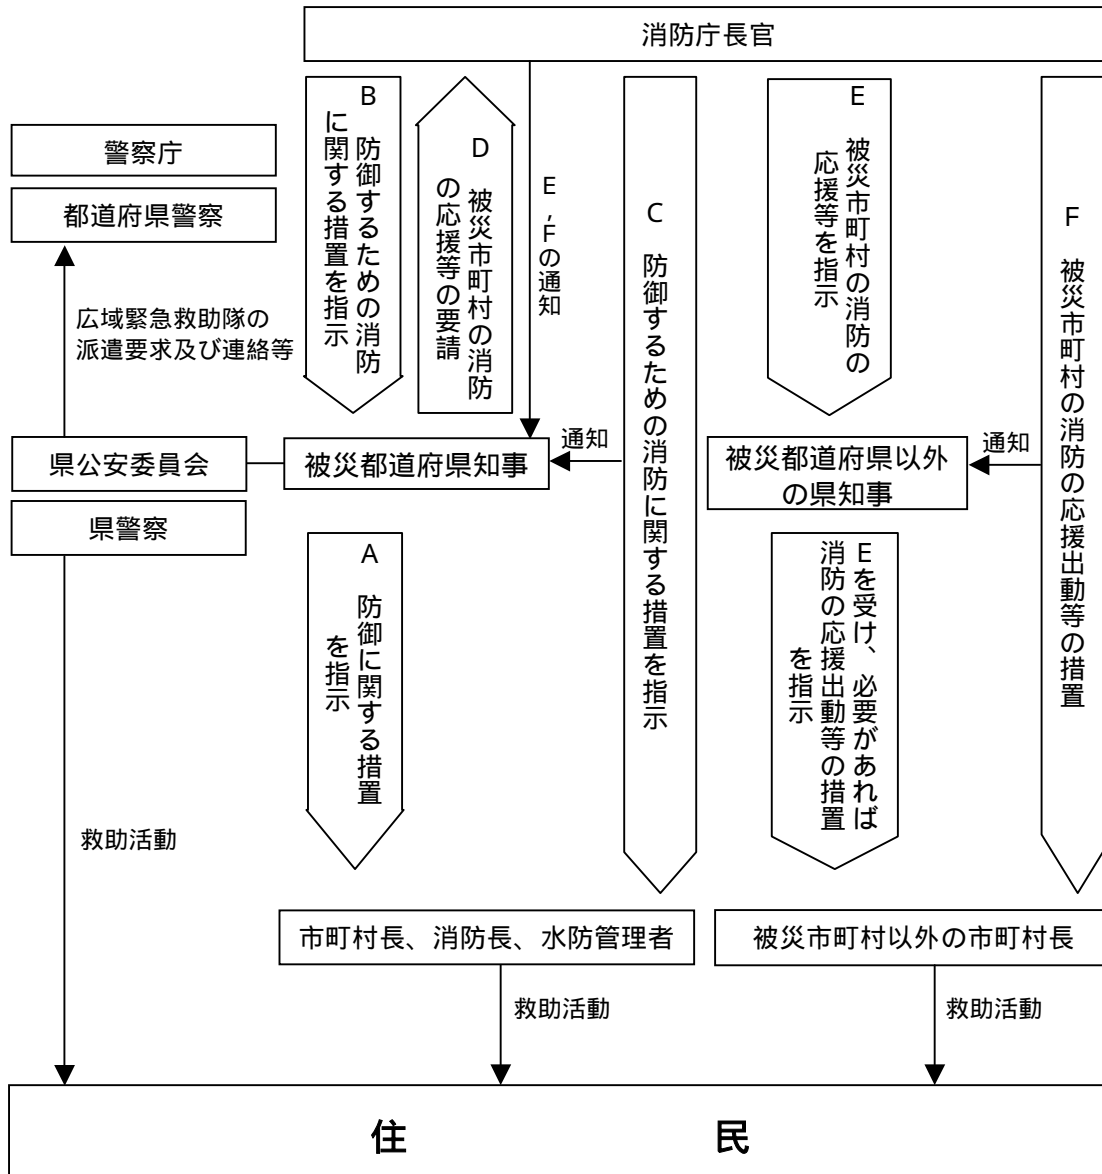 消防庁長官
B 防御するための消防
に関する措置を指示
D 被災市町村の消防
の応援等の要請
E,Fの通知
C 防御するための消防に関する措置を指示
E 被災市町村の消防の
応援等を指示
F 被災市町村の消防の応援出動等の措置
警察庁
都道府県警察
広域緊急救助隊の
派遣要求及び連絡等
県公安委員会
被災都道府県知事
通知
被災都道府県以外
の県知事
通知
県警察
A 防御に関する措置
を指示
Eを受け、必要があれば
消防の応援出動等の措置
を指示
救助活動
市町村長、消防長、水防管理者
被災市町村以外の市町村長
救助活動
救助活動
住 民